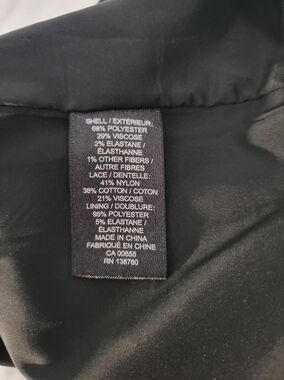 SHELL / EXTÉRIEUR:
68% POLYESTER
29% VISCOSE
2% ELASTANE /
ÉLASTHANNE
1% OTHER FIBERS /
AUTRE FIBRES
LACE / DENTELLE:
41% NYLON
38% COTTON / COTON
21% VISCOSE
LINING / DOUBLURE:
95% POLYESTER
5% ELASTANE /
ÉLASTHANNE
MADE IN CHINA
FABRIQUÉ EN CHINE
CA 00655
RN 138760